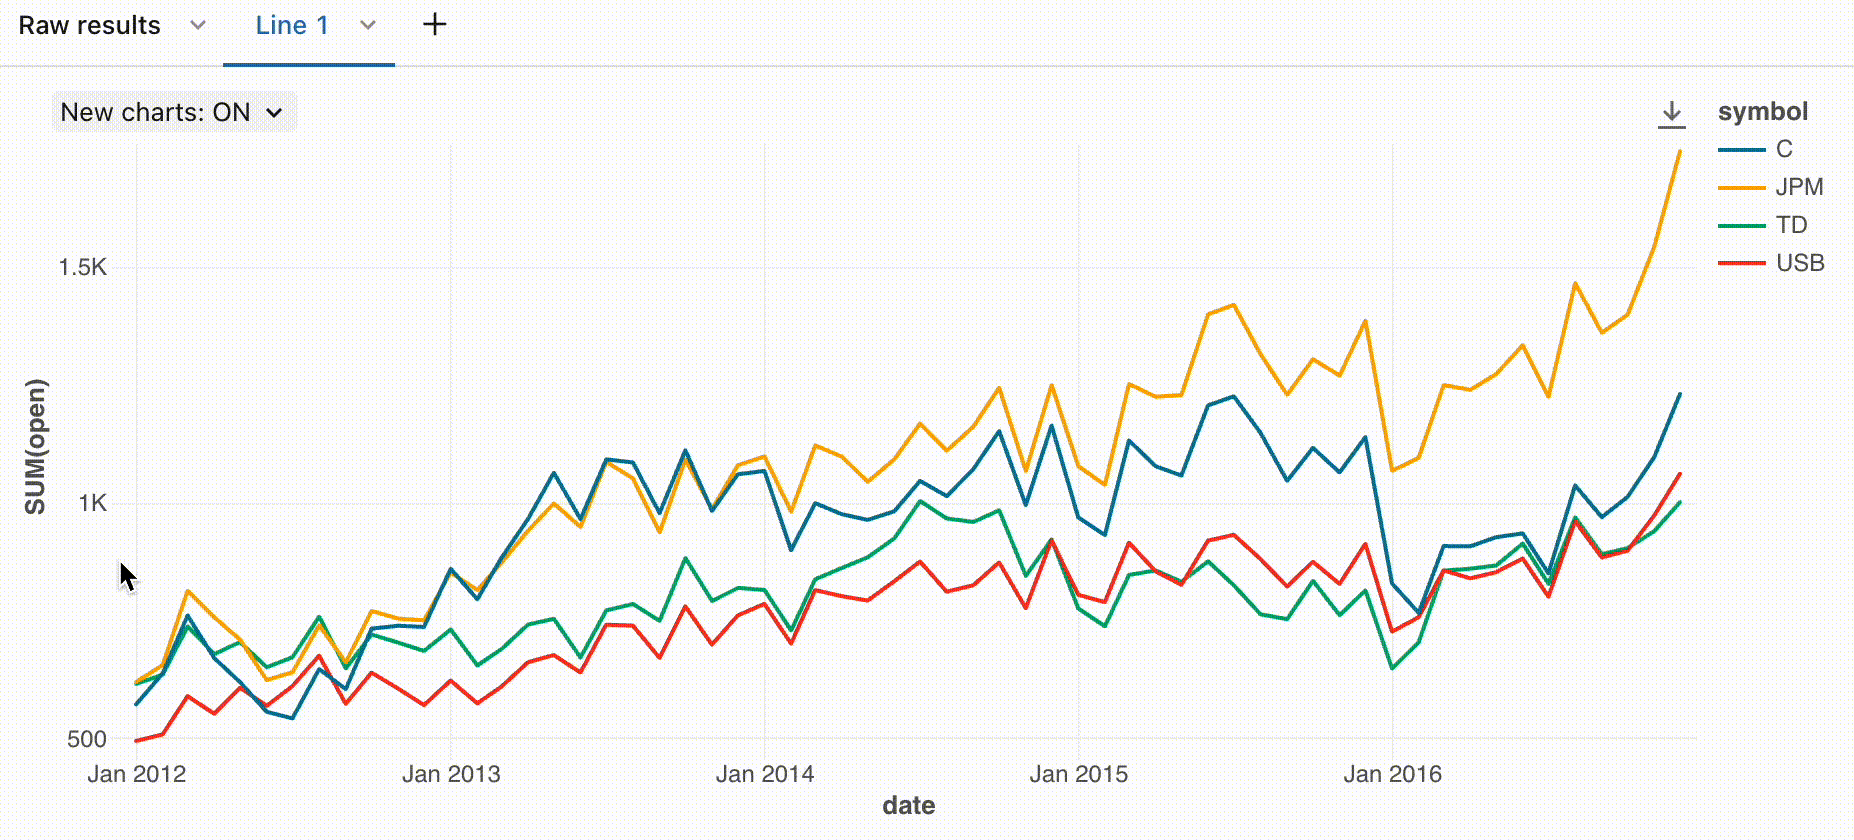 Raw results
Line 1
+
New charts: ON
symbol
C
JPM
TD
USB
1.5K
1K
500
SUM(open)
Jan 2012
Jan 2013
Jan 2014
Jan 2015
Jan 2016
date